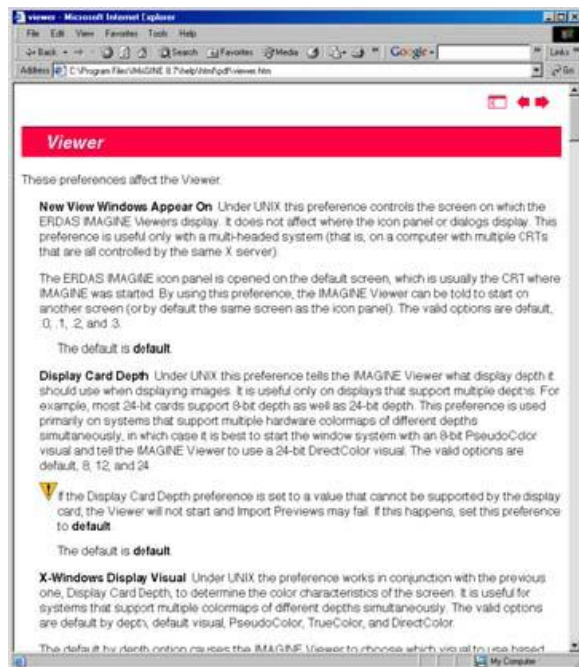 viewer - Microsoft Internet Explorer
File Edit View Favorites Tools Help
Back Search Favorites Media Google Links
Address C:\Program Files\IMAGINE 8.7\help\html\pdf\viewer.htm Go
Viewer
These preferences affect the Viewer.
New View Windows Appear On Under UNIX this preference controls the screen on which the
ERDAS IMAGINE Viewers display. It does not affect where the icon panel or dialogs display. This
preference is useful only with a multi-headed system (that is, on a computer with multiple CRTs
that are all controlled by the same X server).
The ERDAS IMAGINE icon panel is opened on the default screen, which is usually the CRT where
IMAGINE was started. By using this preference, the IMAGINE Viewer can be told to start on
another screen (or by default the same screen as the icon panel). The valid options are default,
.0, .1, .2, and .3.
The default is default.
Display Card Depth Under UNIX this preference tells the IMAGINE Viewer what display depth it
should use when displaying images. It is useful only on displays that support multiple depths. For
example, most 24-bit cards support 8-bit depth as well as 24-bit depth. This preference is used
primarily on systems that support multiple hardware colormaps of different depths
simultaneously, in which case it is best to start the window system with an 8-bit PseudoColor
visual and tell the IMAGINE Viewer to use a 24-bit DirectColor visual. The valid options are
default, 8, 12, and 24.
If the Display Card Depth preference is set to a value that cannot be supported by the display
card, the Viewer will not start and Import Previews may fail. If this happens, set this preference
to default.
The default is default.
X-Windows Display Visual Under UNIX the preference works in conjunction with the previous
one, Display Card Depth, to determine the color characteristics of the screen. It is useful for
systems that support multiple colormaps of different depths simultaneously. The valid options
are default by depth, default visual, PseudoColor, TrueColor, and DirectColor.
The default by depth option causes the IMAGINE Viewer to choose which visual to use based
My Computer